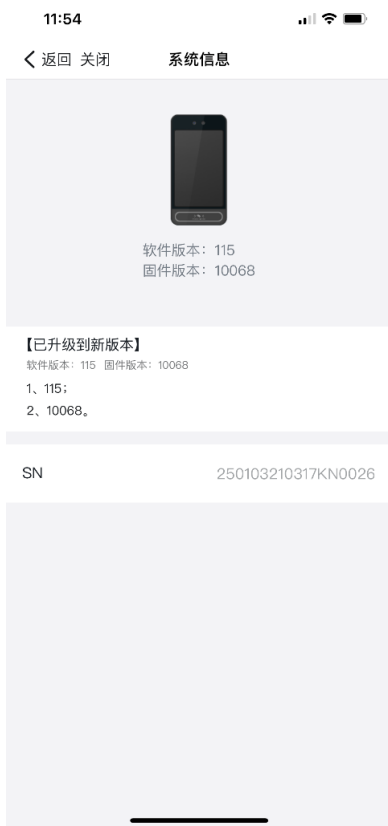 11:54
返回 关闭 系统信息
软件版本：115
固件版本：10068
【已升级到新版本】
软件版本：115 固件版本：10068
1、115；
2、10068。
SN 250103210317KN0026